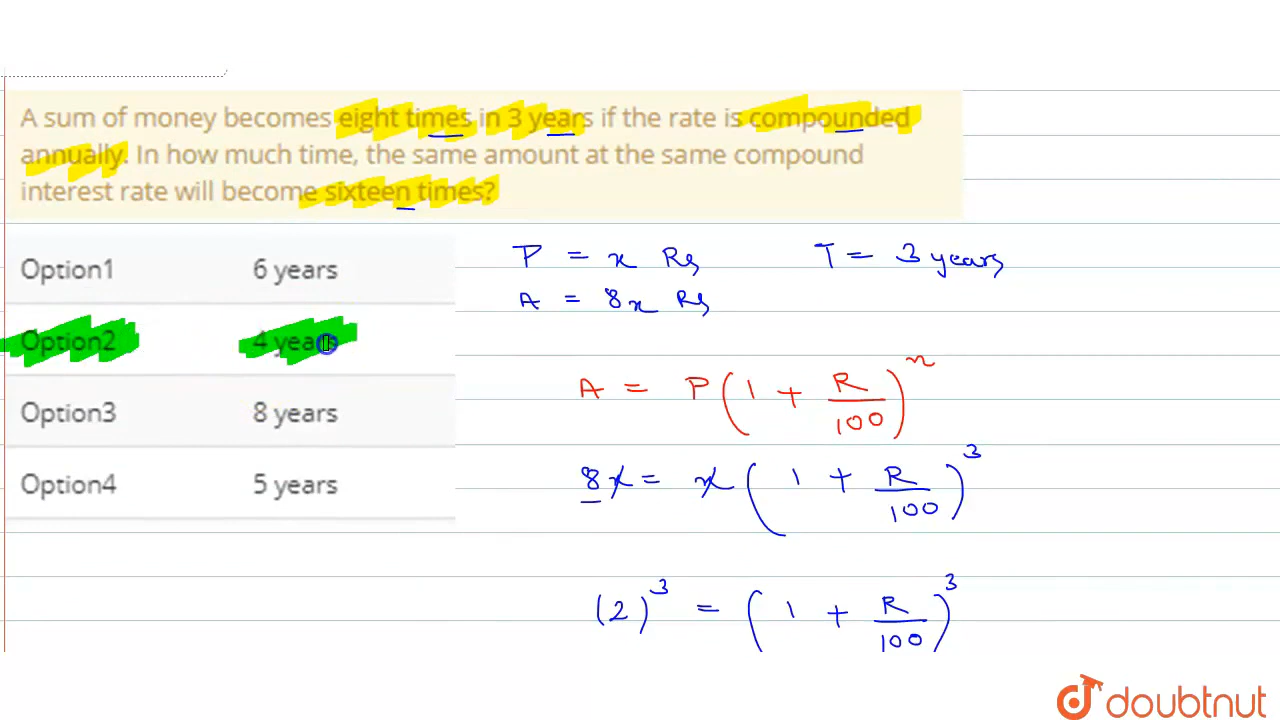 A sum of money becomes eight times in 3 years if the rate is compounded
annually. In how much time, the same amount at the same compound
interest rate will become sixteen times?
Option1 6 years
Option2 4 years
Option3 8 years
Option4 5 years
P = x Rs T = 3 years
A = 8x Rs
A = P(1 + R/100)^n
8x = x(1 + R/100)^3
(2)^3 = (1 + R/100)^3
doubtnut